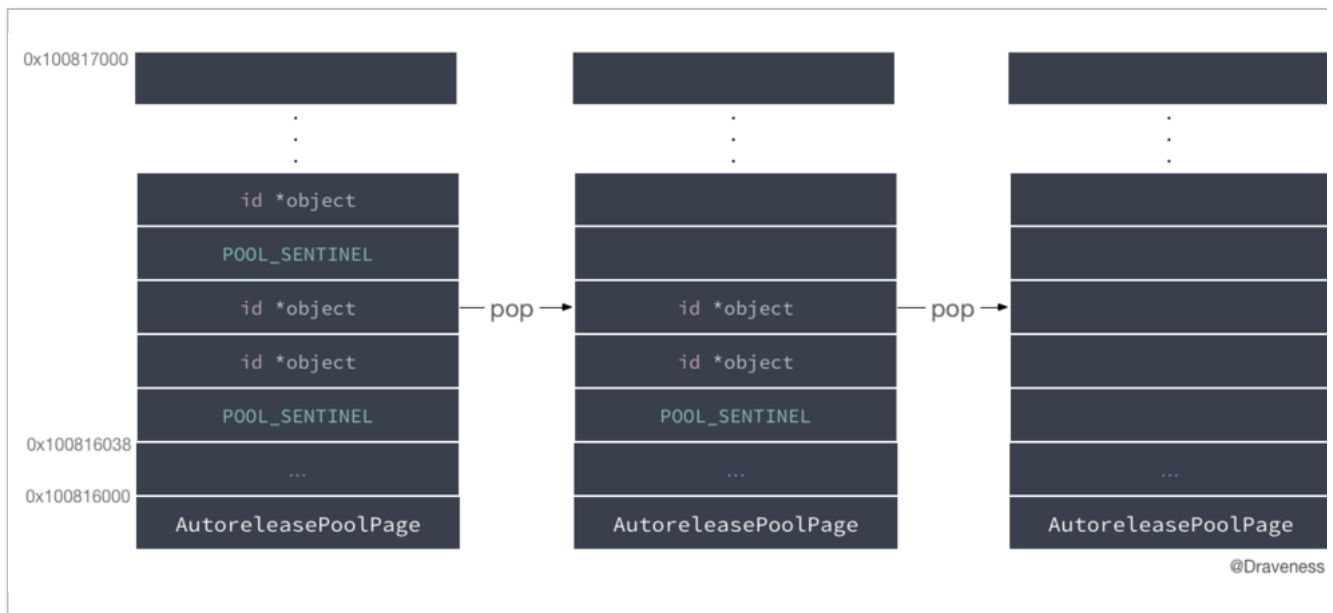 0x100817000
.
.
.
.
.
.
.
.
.
id *object
POOL_SENTINEL
id *object
pop
id *object
pop
id *object
id *object
POOL_SENTINEL
POOL_SENTINEL
0x100816038
...
...
...
0x100816000
AutoreleasePoolPage
AutoreleasePoolPage
AutoreleasePoolPage
@Draveness